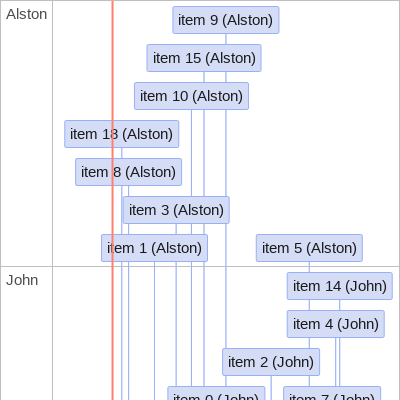 Alston
item 9 (Alston)
item 15 (Alston)
item 10 (Alston)
item 13 (Alston)
item 8 (Alston)
item 3 (Alston)
item 1 (Alston)
item 5 (Alston)
John
item 14 (John)
item 4 (John)
item 2 (John)
item 0 (John)
item 7 (John)